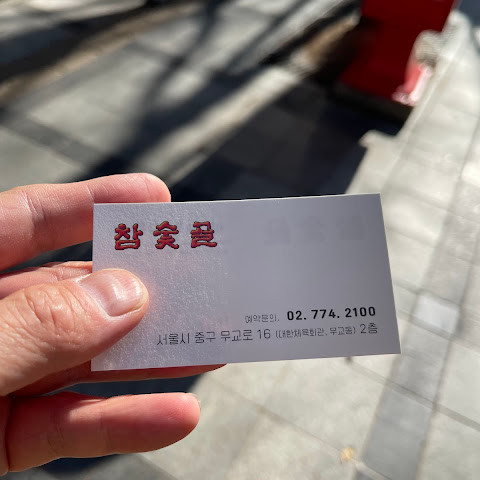 참숯골
예약문의. 02. 774. 2100
서울시 중구 무교로 16 (대한체육회관, 무교동) 2층